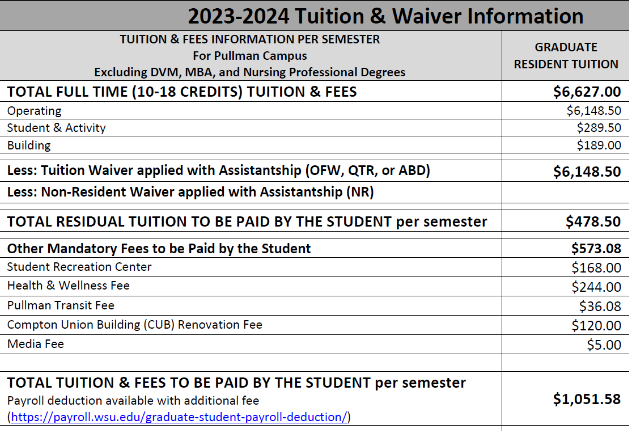 2023-2024 Tuition & Waiver Information
TUITION & FEES INFORMATION PER SEMESTER
For Pullman Campus
Excluding DVM, MBA, and Nursing Professional Degrees
GRADUATE
RESIDENT TUITION
TOTAL FULL TIME (10-18 CREDITS) TUITION & FEES $6,627.00
Operating $6,148.50
Student & Activity $289.50
Building $189.00
Less: Tuition Waiver applied with Assistantship (OFW, QTR, or ABD) $6,148.50
Less: Non-Resident Waiver applied with Assistantship (NR)
TOTAL RESIDUAL TUITION TO BE PAID BY THE STUDENT per semester $478.50
Other Mandatory Fees to be Paid by the Student $573.08
Student Recreation Center $168.00
Health & Wellness Fee $244.00
Pullman Transit Fee $36.08
Compton Union Building (CUB) Renovation Fee $120.00
Media Fee $5.00
TOTAL TUITION & FEES TO BE PAID BY THE STUDENT per semester
Payroll deduction available with additional fee $1,051.58
(https://payroll.wsu.edu/graduate-student-payroll-deduction/)